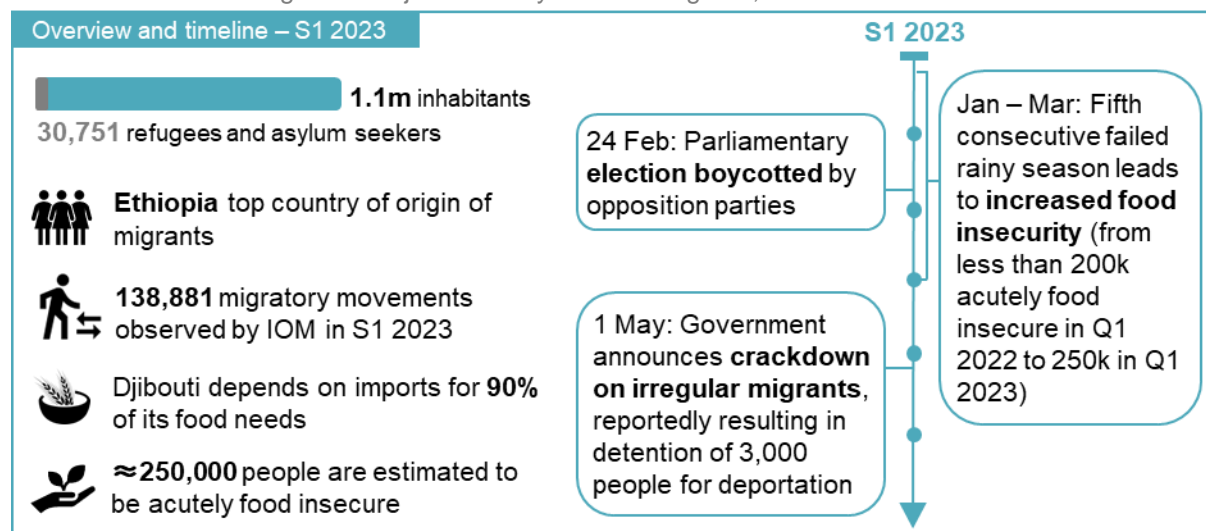 Overview and timeline – S1 2023
1.1m inhabitants
30,751 refugees and asylum seekers
Ethiopia top country of origin of
migrants
138,881 migratory movements
observed by IOM in S1 2023
Djibouti depends on imports for 90%
of its food needs
≈250,000 people are estimated to
be acutely food insecure
S1 2023
24 Feb: Parliamentary
election boycotted by
opposition parties
1 May: Government
announces crackdown
on irregular migrants,
reportedly resulting in
detention of 3,000
people for deportation
Jan – Mar: Fifth
consecutive failed
rainy season leads
to increased food
insecurity (from
less than 200k
acutely food
insecure in Q1
2022 to 250k in Q1
2023)